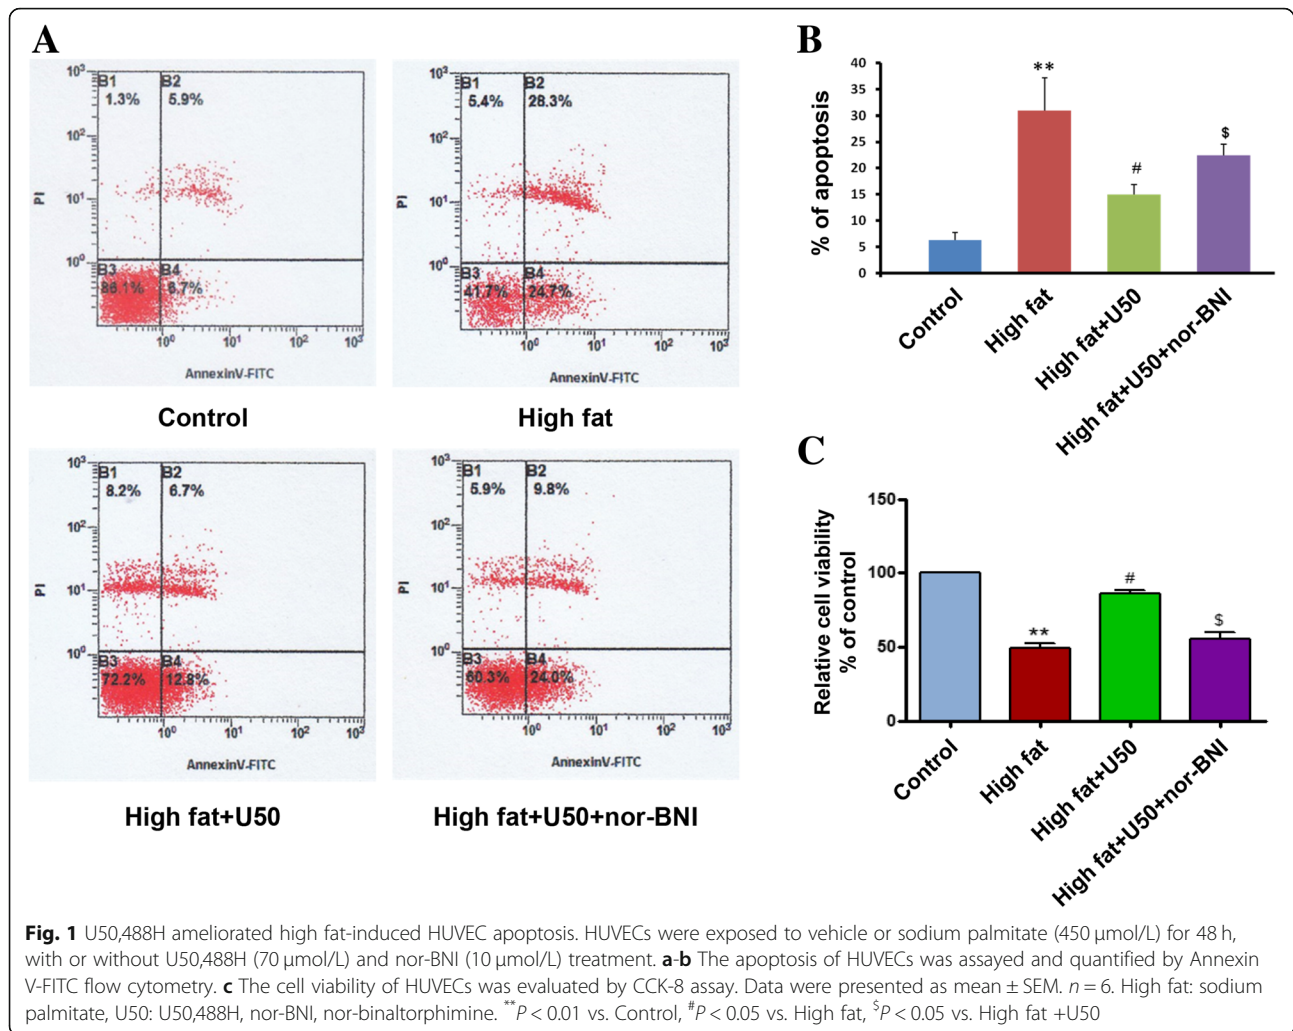 A
10³
B1
B2
1.3%
5.9%
10²
PI
10¹
10⁰
B3
B4
86.1%
6.7%
10⁰
10¹
10²
10³
AnnexinV-FITC
Control
10³
B1
B2
5.4%
28.3%
10²
PI
10¹
10⁰
B3
B4
41.7%
24.7%
10⁰
10¹
10²
10³
AnnexinV-FITC
High fat
10³
B1
B2
8.2%
6.7%
10²
PI
10¹
10⁰
B3
B4
72.2%
12.8%
10⁰
10¹
10²
10³
AnnexinV-FITC
High fat+U50
10³
B1
B2
5.9%
9.8%
10²
PI
10¹
10⁰
B3
B4
60.3%
24.0%
10⁰
10¹
10²
10³
AnnexinV-FITC
High fat+U50+nor-BNI
B
% of apoptosis
40
35
30
25
20
15
10
5
0
**
#
$
Control
High fat
High fat+U50
High fat+U50+nor-BNI
C
Relative cell viability
% of control
150
100
50
0
**
#
$
Control
High fat
High fat+U50
High fat+U50+nor-BNI
Fig. 1 U50,488H ameliorated high fat-induced HUVEC apoptosis. HUVECs were exposed to vehicle or sodium palmitate (450 μmol/L) for 48 h,
with or without U50,488H (70 μmol/L) and nor-BNI (10 μmol/L) treatment. a-b The apoptosis of HUVECs was assayed and quantified by Annexin
V-FITC flow cytometry. c The cell viability of HUVECs was evaluated by CCK-8 assay. Data were presented as mean ± SEM. n = 6. High fat: sodium
palmitate, U50: U50,488H, nor-BNI, nor-binaltorphimine. **P < 0.01 vs. Control, #P < 0.05 vs. High fat, $P < 0.05 vs. High fat +U50